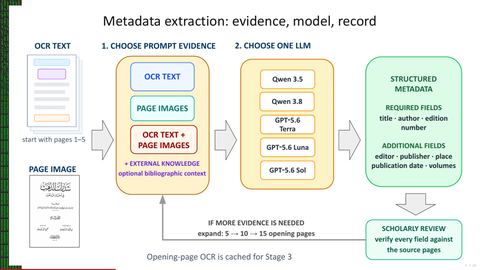 Metadata extraction: evidence, model, record
OCR TEXT
start with pages 1–5
PAGE IMAGE
1. CHOOSE PROMPT EVIDENCE
OCR TEXT
PAGE IMAGES
OCR TEXT +
PAGE IMAGES
+ EXTERNAL KNOWLEDGE
optional bibliographic context
2. CHOOSE ONE LLM
Qwen 3.5
Qwen 3.8
GPT-5.6
Terra
GPT-5.6 Luna
GPT-5.6 Sol
STRUCTURED
METADATA
REQUIRED FIELDS
title · author · edition
number
ADDITIONAL FIELDS
editor · publisher · place
publication date · volumes
SCHOLARLY REVIEW
verify every field against
the source pages
IF MORE EVIDENCE IS NEEDED
expand: 5 → 10 → 15 opening pages
Opening-page OCR is cached for Stage 3